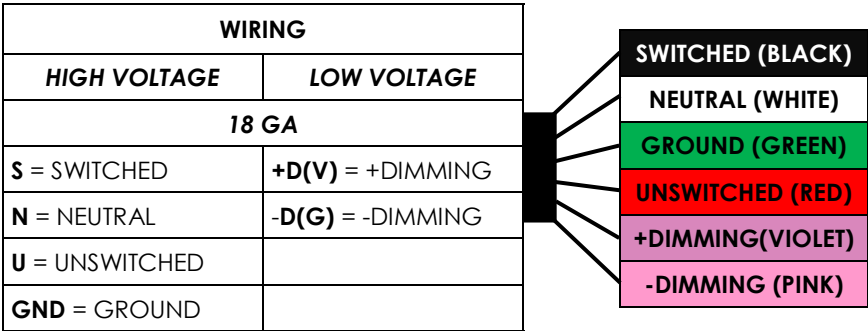 WIRING
HIGH VOLTAGE LOW VOLTAGE
18 GA
S = SWITCHED +D(V) = +DIMMING
N = NEUTRAL -D(G) = -DIMMING
U = UNSWITCHED
GND = GROUND
SWITCHED (BLACK)
NEUTRAL (WHITE)
GROUND (GREEN)
UNSWITCHED (RED)
+DIMMING(VIOLET)
-DIMMING (PINK)